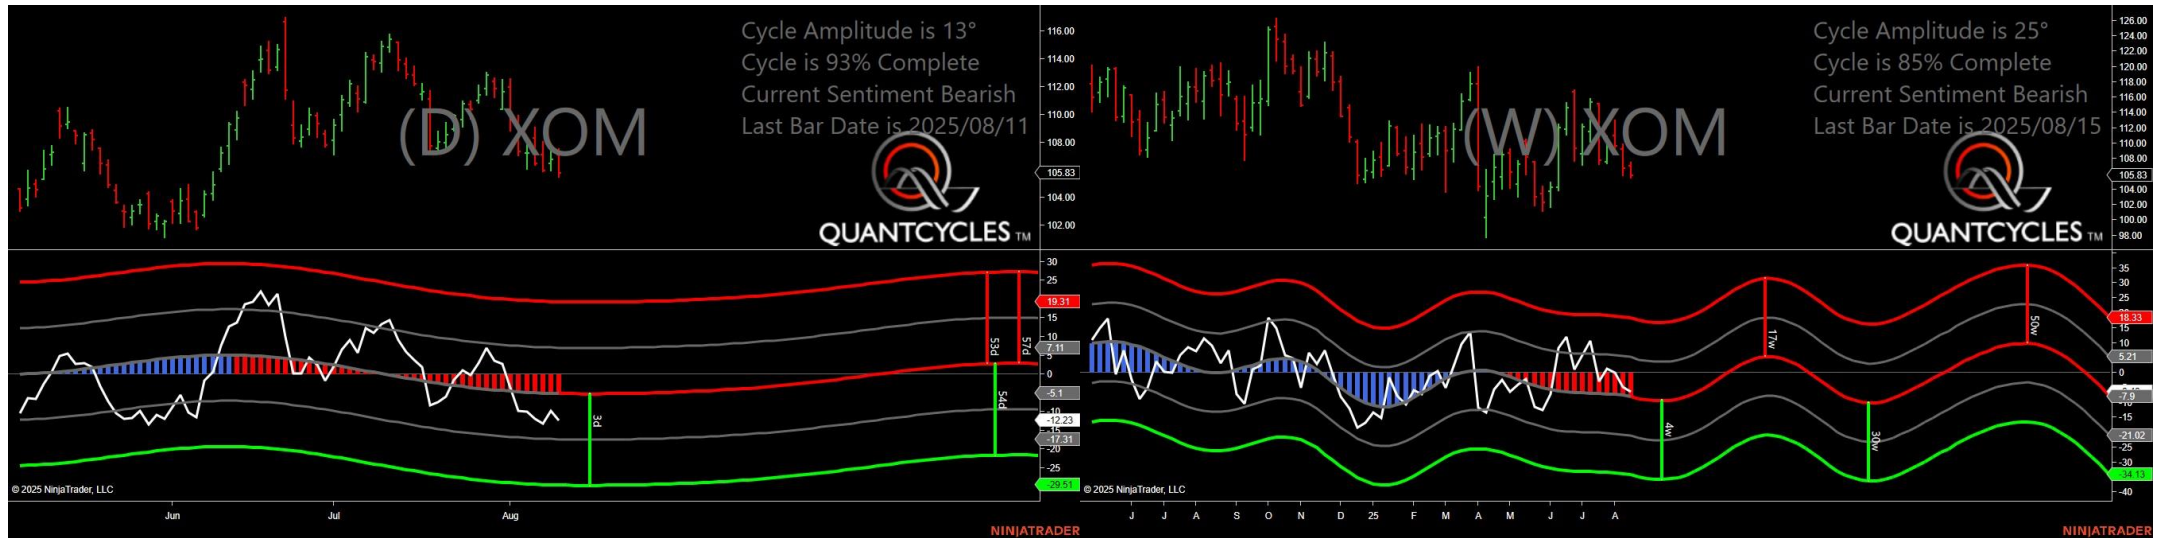 Cycle Amplitude is 13°
Cycle is 93% Complete
Current Sentiment Bearish
Last Bar Date is 2025/08/11
(D) XOM
QUANTCYCLES TM
116.00
114.00
112.00
110.00
108.00
105.83
104.00
102.00
30
25
19.31
15
7.11
5
0
-5.1
-10
-12.23
-15
-17.31
-20
-25
-29.51
3d
53d
54d
57d
© 2025 NinjaTrader, LLC
Jun Jul Aug
NINJATRADER
Cycle Amplitude is 25°
Cycle is 85% Complete
Current Sentiment Bearish
Last Bar Date is 2025/08/15
(W) XOM
QUANTCYCLES TM
126.00
124.00
122.00
120.00
118.00
116.00
114.00
112.00
110.00
108.00
105.83
104.00
102.00
100.00
98.00
35
30
25
18.33
15
10
5.21
0
-7.9
-10
-15
-21.02
-25
-30
-34.13
-40
4w
17w
30w
50w
© 2025 NinjaTrader, LLC
J J A S O N D 25 F M A M J J A
NINJATRADER